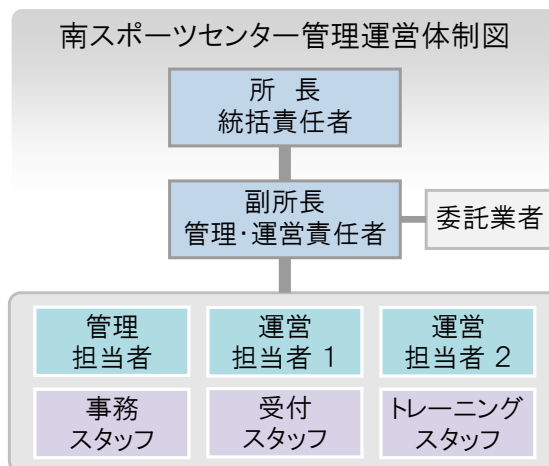 南スポーツセンター管理運営体制図
所 長
統括責任者
副所長
管理・運営責任者
委託業者
管理
担当者
運営
担当者 1
運営
担当者 2
事務
スタッフ
受付
スタッフ
トレーニング
スタッフ